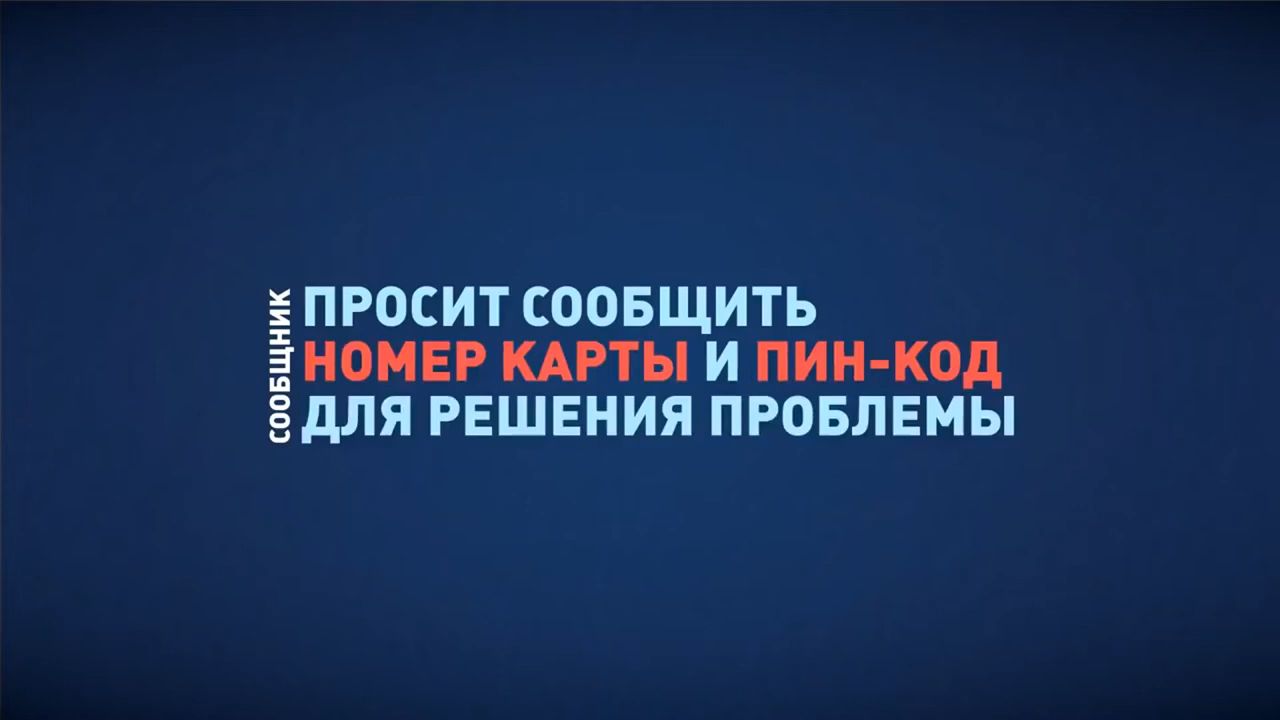 СООБЩНИК
ПРОСИТ СООБЩИТЬ
НОМЕР КАРТЫ И ПИН-КОД
ДЛЯ РЕШЕНИЯ ПРОБЛЕМЫ